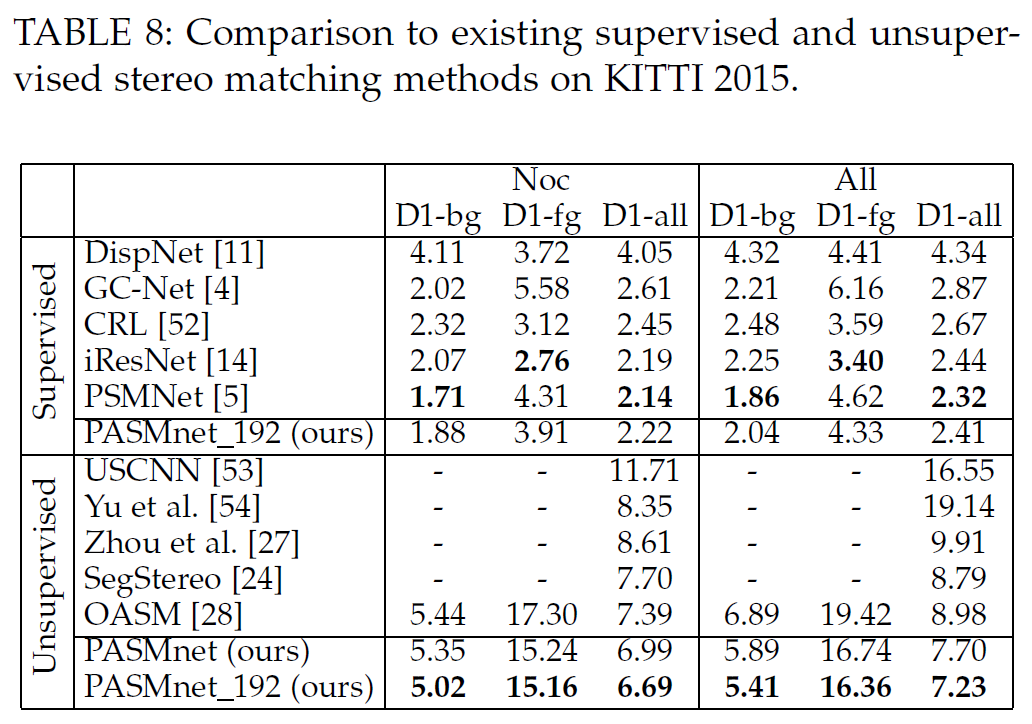 TABLE 8: Comparison to existing supervised and unsuper-
vised stereo matching methods on KITTI 2015.
Noc All
D1-bg D1-fg D1-all D1-bg D1-fg D1-all
Supervised
DispNet [11] 4.11 3.72 4.05 4.32 4.41 4.34
GC-Net [4] 2.02 5.58 2.61 2.21 6.16 2.87
CRL [52] 2.32 3.12 2.45 2.48 3.59 2.67
iResNet [14] 2.07 2.76 2.19 2.25 3.40 2.44
PSMNet [5] 1.71 4.31 2.14 1.86 4.62 2.32
PASMnet_192 (ours) 1.88 3.91 2.22 2.04 4.33 2.41
Unsupervised
USCNN [53] - - 11.71 - - 16.55
Yu et al. [54] - - 8.35 - - 19.14
Zhou et al. [27] - - 8.61 - - 9.91
SegStereo [24] - - 7.70 - - 8.79
OASM [28] 5.44 17.30 7.39 6.89 19.42 8.98
PASMnet (ours) 5.35 15.24 6.99 5.89 16.74 7.70
PASMnet_192 (ours) 5.02 15.16 6.69 5.41 16.36 7.23